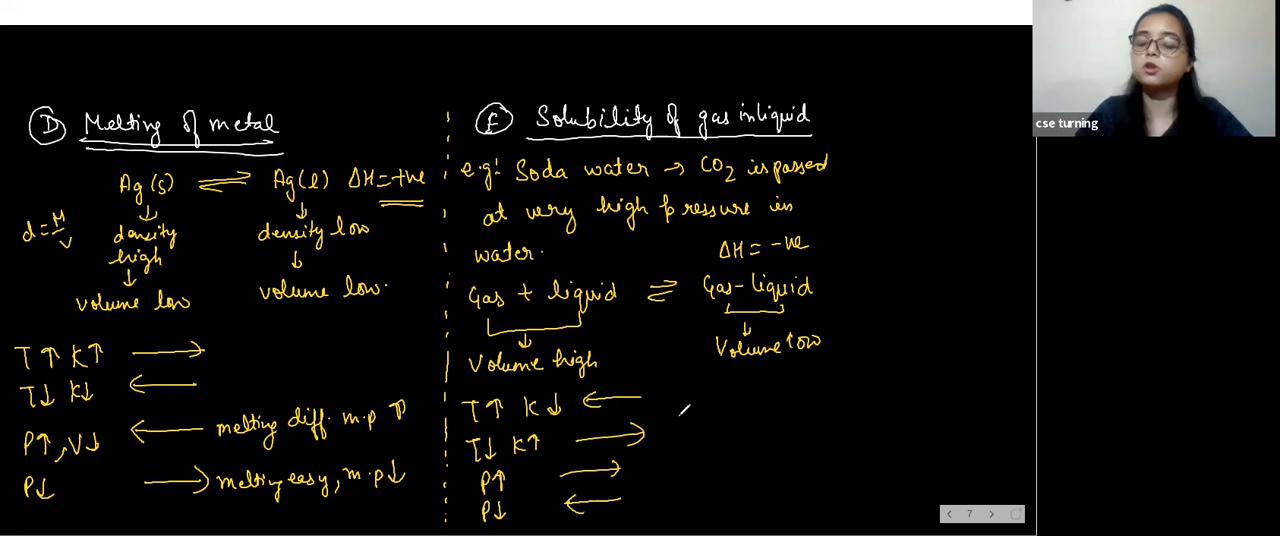 D Melting of metal
Ag(s) ⇌ Ag(l) ΔH=+ve
d=M/V
density high
density low
volume low
volume low.
T↑ K↑ →
T↓ K↓ ←
P↑, V↓ ← melting diff. m.p ↑
P↓ → melting easy, m.p↓
E Solubility of gas in liquid
e.g! Soda water → CO2 is passed
at very high pressure in
water.
ΔH = -ve
Gas + liquid ⇌ Gas-liquid
Volume high
Volume low
T↑ K↓ ←
T↓ K↑ →
P↑ →
P↓ ←
cse turning
< 7 >